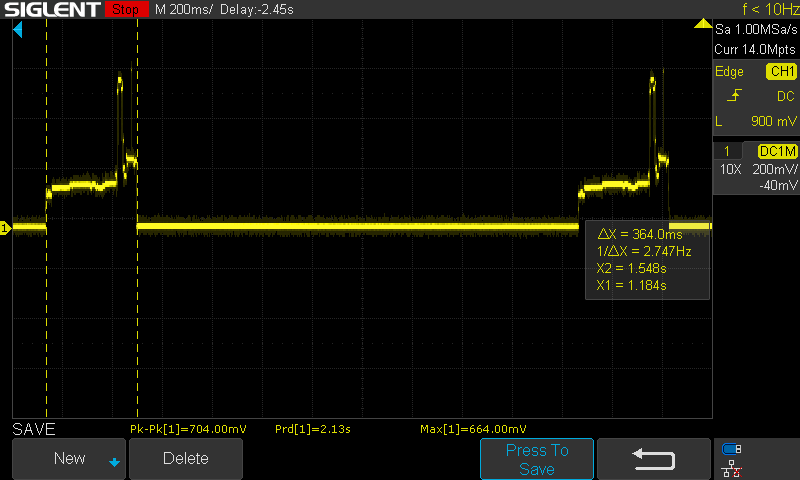 SIGLENT Stop M 200ms/ Delay:-2.45s f < 10Hz
Sa 1.00MSa/s
Curr 14.0Mpts
Edge CH1
DC
L 900 mV
1 DC1M
10X 200mV/
-40mV
1
ΔX = 364.0ms
1/ΔX = 2.747Hz
X2 = 1.548s
X1 = 1.184s
SAVE Pk-Pk[1]=704.00mV Prd[1]=2.13s Max[1]=664.00mV
New Delete Press To
Save